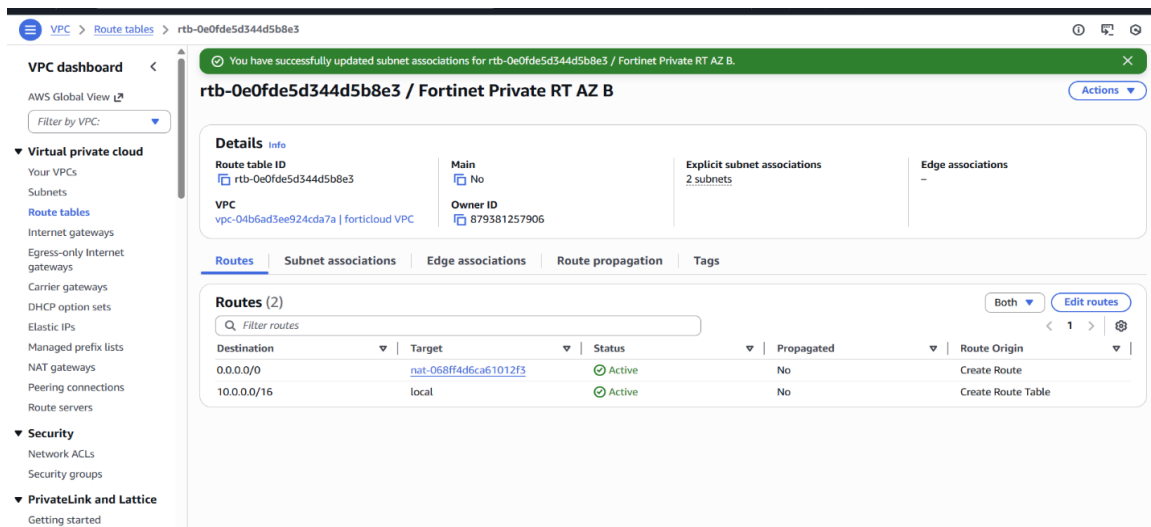 VPC > Route tables > rtb-0e0fde5d344d5b8e3
VPC dashboard
AWS Global View
Filter by VPC:
Virtual private cloud
Your VPCs
Subnets
Route tables
Internet gateways
Egress-only Internet
gateways
Carrier gateways
DHCP option sets
Elastic IPs
Managed prefix lists
NAT gateways
Peering connections
Route servers
Security
Network ACLs
Security groups
PrivateLink and Lattice
Getting started
You have successfully updated subnet associations for rtb-0e0fde5d344d5b8e3 / Fortinet Private RT AZ B.
rtb-0e0fde5d344d5b8e3 / Fortinet Private RT AZ B
Actions
Details Info
Route table ID
rtb-0e0fde5d344d5b8e3
Main
No
Explicit subnet associations
2 subnets
Edge associations
–
VPC
vpc-04b6ad3ee924cda7a | forticloud VPC
Owner ID
879381257906
Routes Subnet associations Edge associations Route propagation Tags
Routes (2)
Both
Edit routes
Filter routes
1
Destination Target Status Propagated Route Origin
0.0.0.0/0 nat-068ff4d6ca61012f3 Active No Create Route
10.0.0.0/16 local Active No Create Route Table